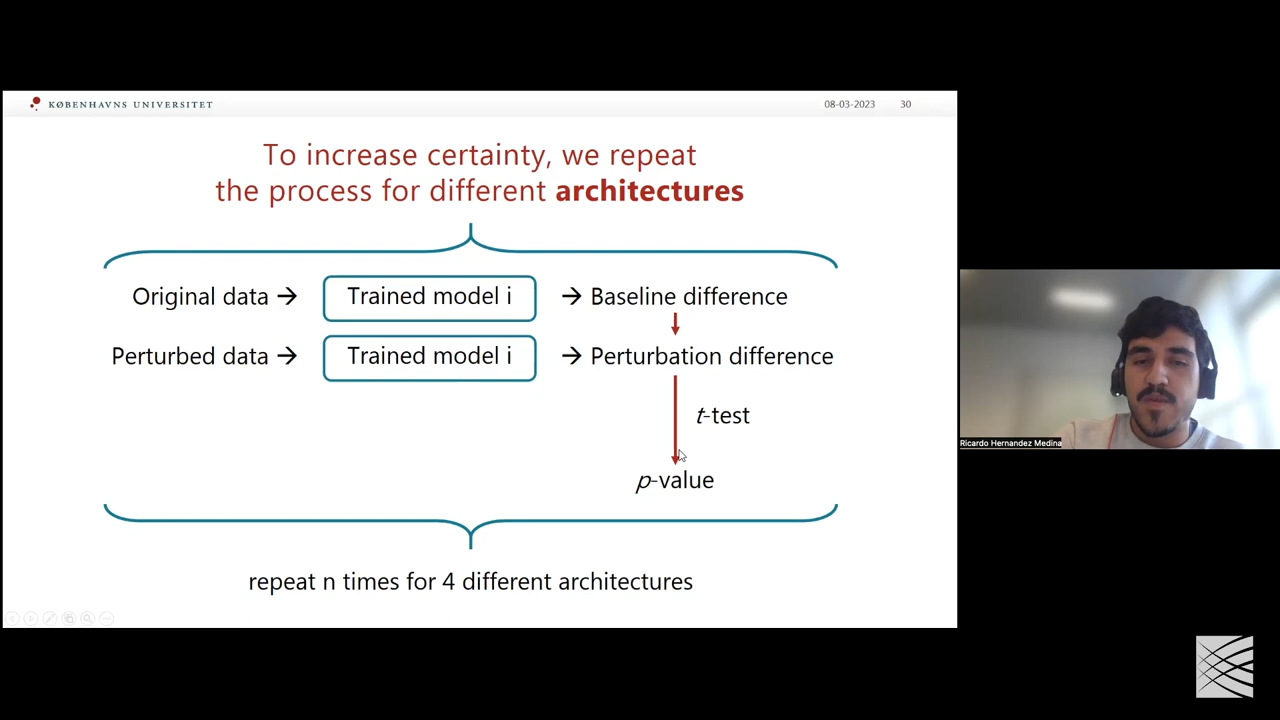 KØBENHAVNS UNIVERSITET
08-03-2023 30
To increase certainty, we repeat
the process for different architectures
Original data → Trained model i → Baseline difference
Perturbed data → Trained model i → Perturbation difference
t-test
p-value
repeat n times for 4 different architectures
Ricardo Hernandez Medina